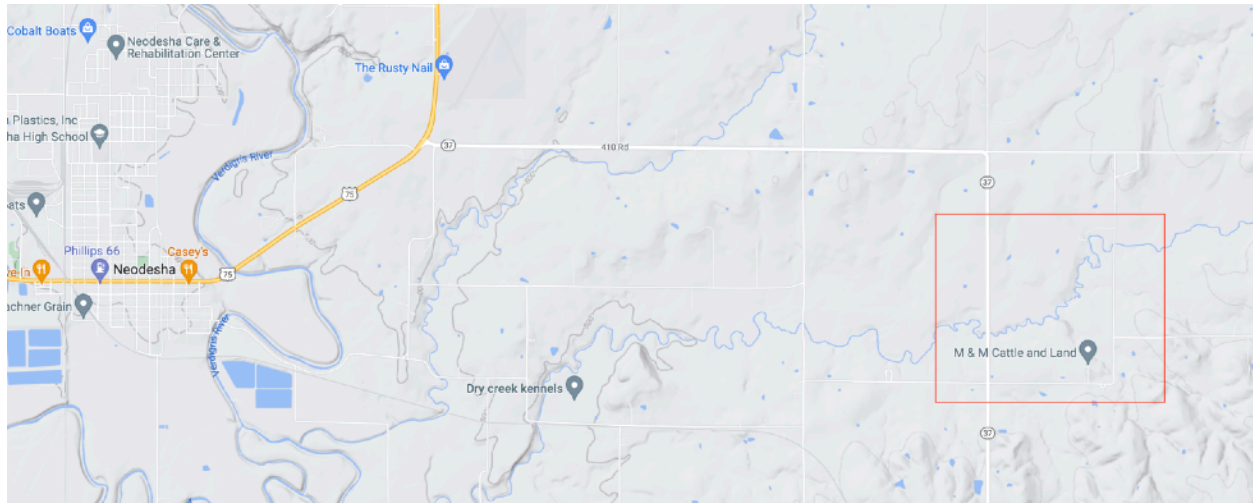 Cobalt Boats
Neodesha Care &
Rehabilitation Center
The Rusty Nail
Plastics, Inc
High School
Verdigris River
37
410 Rd
75
37
Phillips 66
Casey's
Neodesha
75
Grain
Verdigris River
M & M Cattle and Land
Dry creek kennels
37